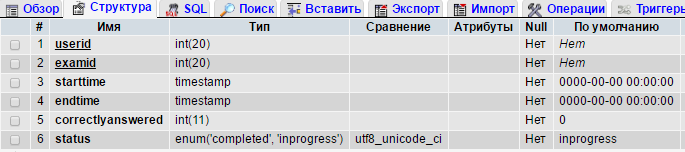 Обзор Структура SQL Поиск Вставить Экспорт Импорт Операции Триггеры
# Имя Тип Сравнение Атрибуты Null По умолчанию
1 userid int(20) Нет Нет
2 examid int(20) Нет Нет
3 starttime timestamp Нет 0000-00-00 00:00:00
4 endtime timestamp Нет 0000-00-00 00:00:00
5 correctlyanswered int(11) Нет 0
6 status enum('completed', 'inprogress') utf8_unicode_ci Нет inprogress